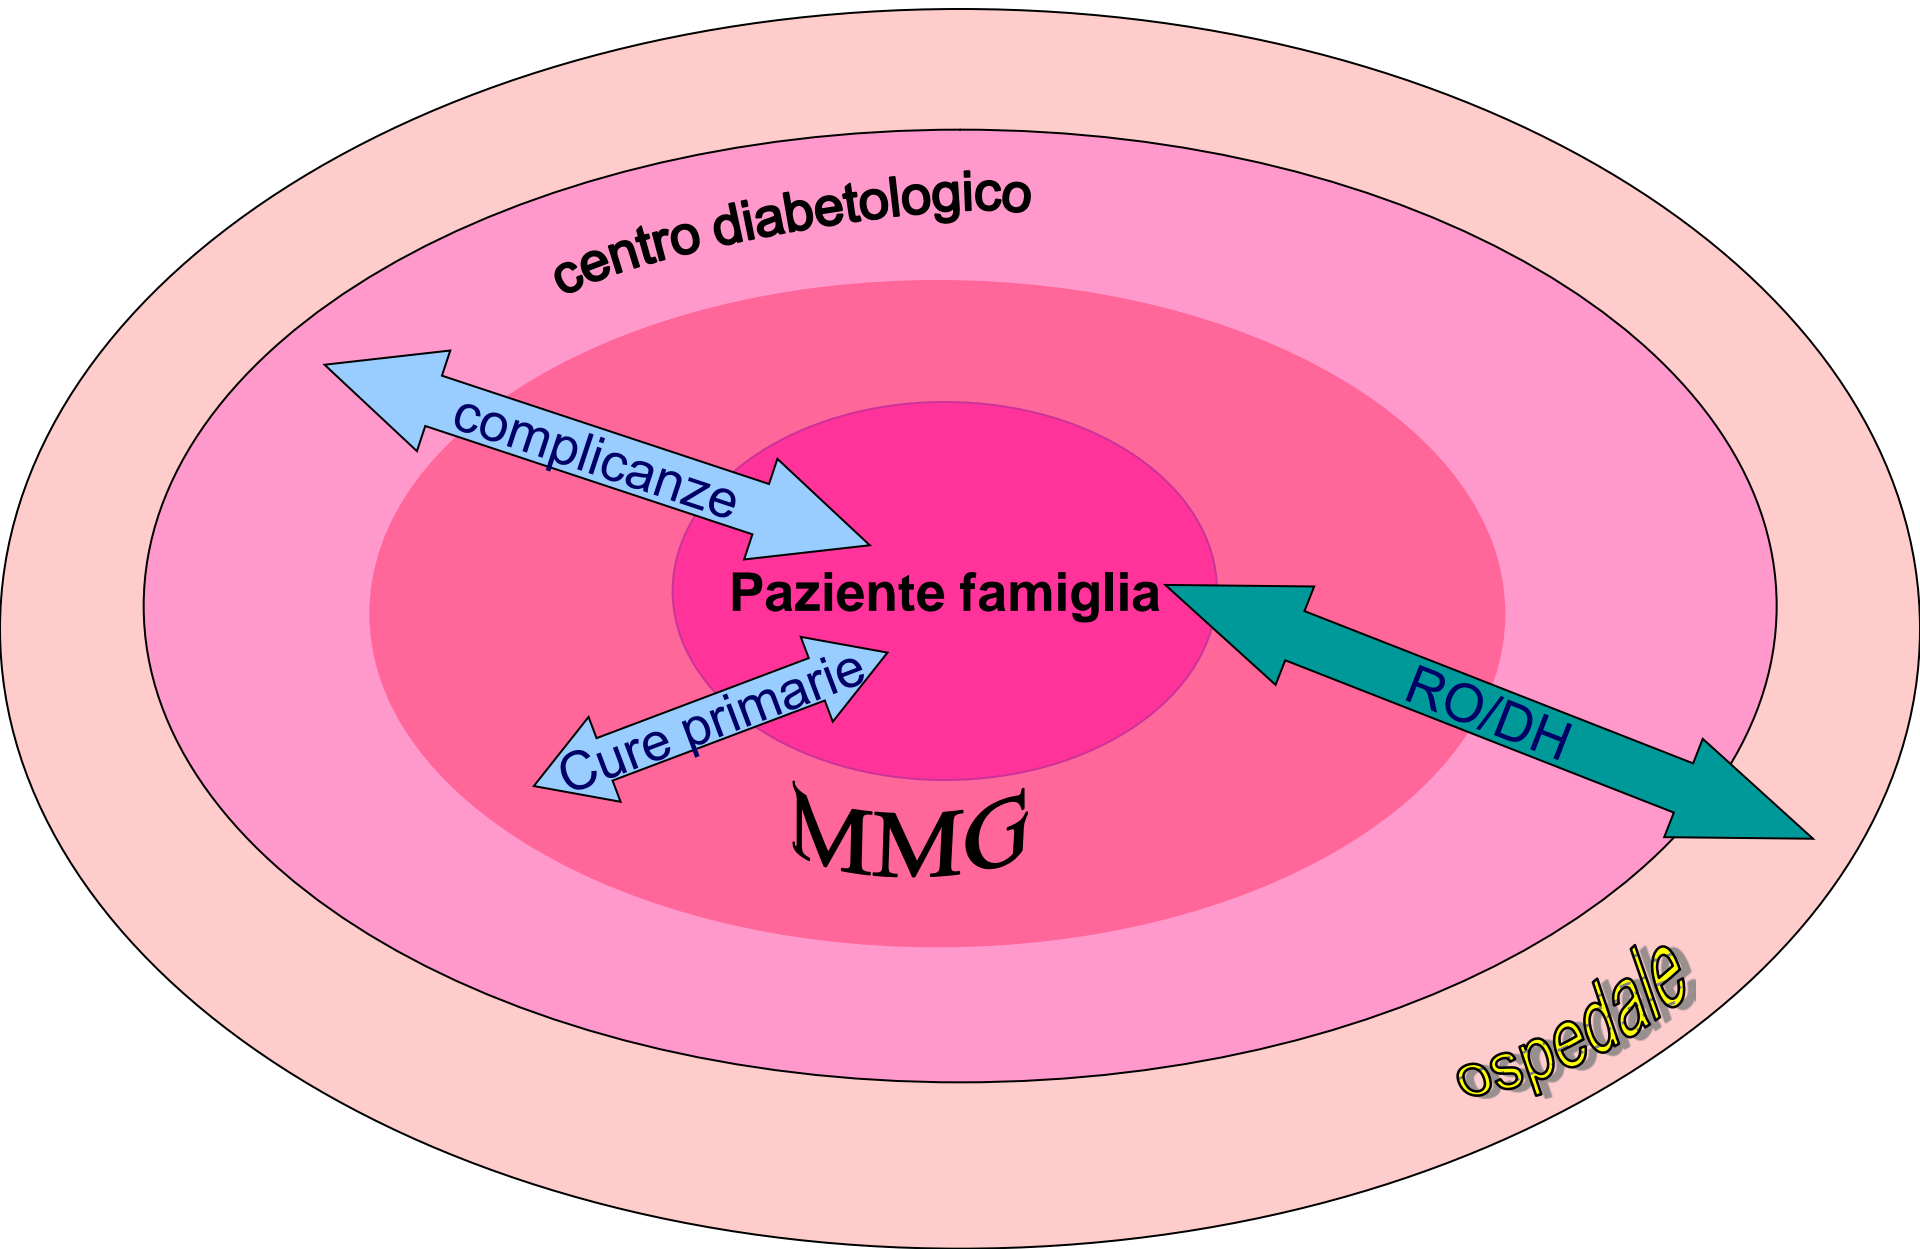 centro diabetologico
complicanze
Paziente famiglia
Cure primarie
RO/DH
MMG
ospedale